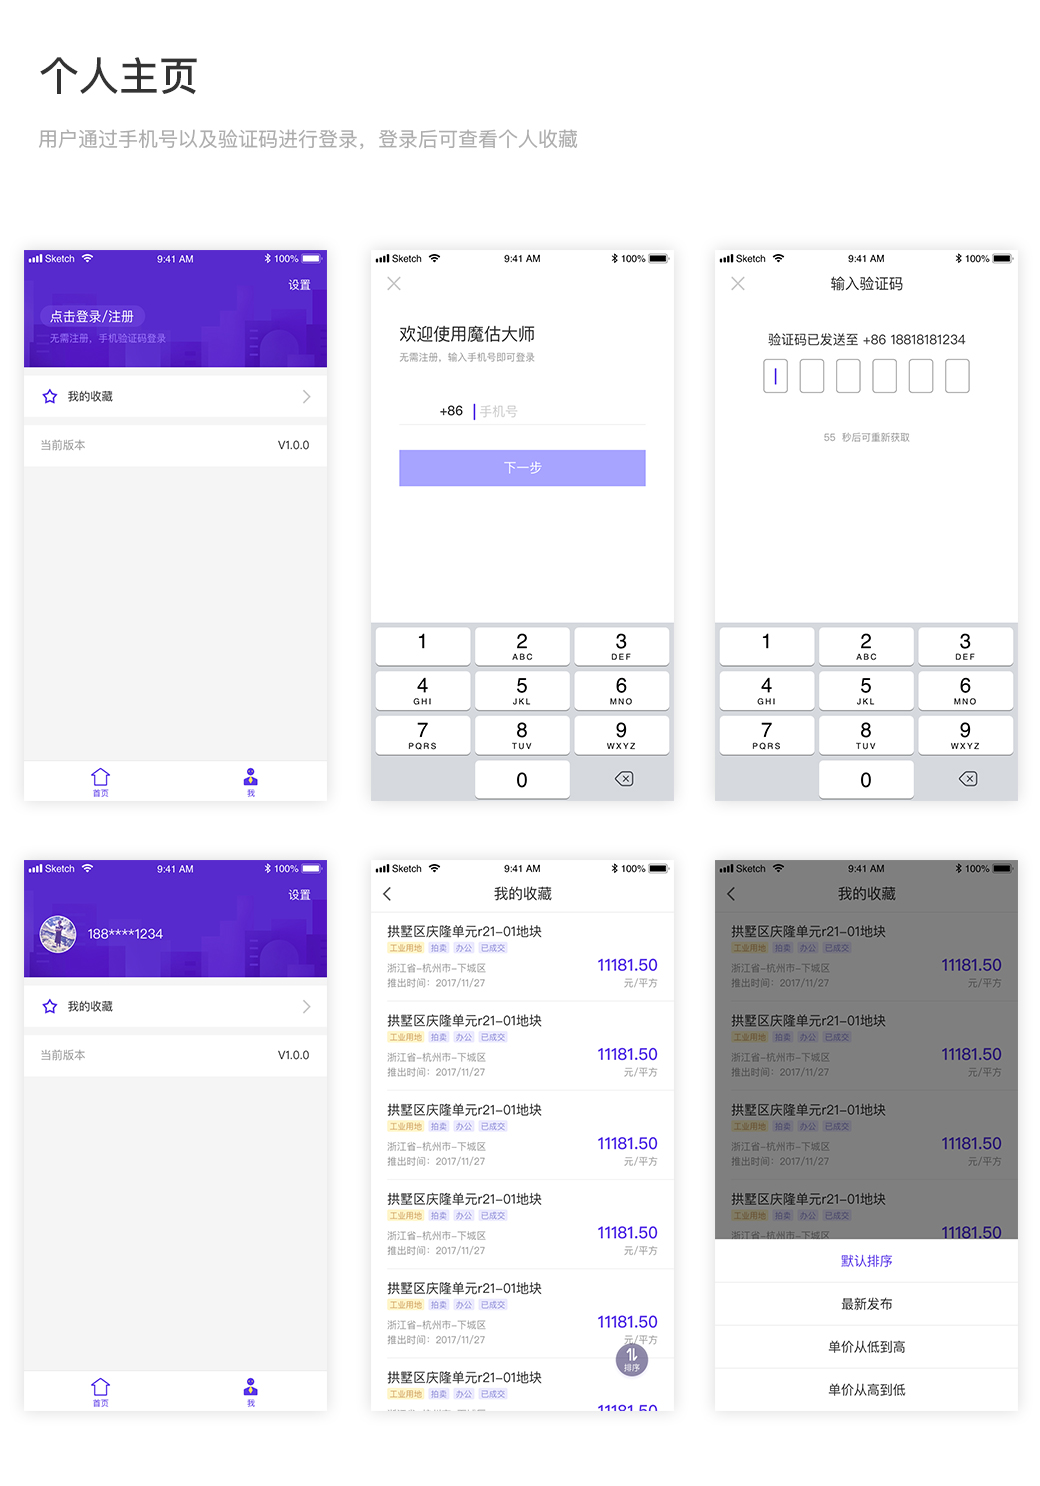 个人主页
用户通过手机号以及验证码进行登录，登录后可查看个人收藏
Sketch 9:41 AM 100%
设置
点击登录/注册
无需注册，手机验证码登录
我的收藏
当前版本 V1.0.0
首页 我
Sketch 9:41 AM 100%
欢迎使用魔估大师
无需注册，输入手机号即可登录
+86 手机号
下一步
1 2 3
ABC DEF
4 5 6
GHI JKL MNO
7 8 9
PQRS TUV WXYZ
0
Sketch 9:41 AM 100%
输入验证码
验证码已发送至 +86 18818181234
55 秒后可重新获取
1 2 3
ABC DEF
4 5 6
GHI JKL MNO
7 8 9
PQRS TUV WXYZ
0
Sketch 9:41 AM 100%
设置
188****1234
我的收藏
当前版本 V1.0.0
首页 我
Sketch 9:41 AM 100%
我的收藏
拱墅区庆隆单元r21-01地块
工业用地 拍卖 办公 已成交
浙江省-杭州市-下城区 11181.50
推出时间：2017/11/27 元/平方
拱墅区庆隆单元r21-01地块
工业用地 拍卖 办公 已成交
浙江省-杭州市-下城区 11181.50
推出时间：2017/11/27 元/平方
拱墅区庆隆单元r21-01地块
工业用地 拍卖 办公 已成交
浙江省-杭州市-下城区 11181.50
推出时间：2017/11/27 元/平方
拱墅区庆隆单元r21-01地块
工业用地 拍卖 办公 已成交
浙江省-杭州市-下城区 11181.50
推出时间：2017/11/27 元/平方
拱墅区庆隆单元r21-01地块
工业用地 拍卖 办公 已成交
浙江省-杭州市-下城区 11181.50
推出时间：2017/11/27 元/平方
排序
拱墅区庆隆单元r21-01地块
工业用地 拍卖 办公 已成交
浙江省-杭州市-下城区 11181.50
Sketch 9:41 AM 100%
我的收藏
拱墅区庆隆单元r21-01地块
工业用地 拍卖 办公 已成交
浙江省-杭州市-下城区 11181.50
推出时间：2017/11/27 元/平方
拱墅区庆隆单元r21-01地块
工业用地 拍卖 办公 已成交
浙江省-杭州市-下城区 11181.50
推出时间：2017/11/27 元/平方
拱墅区庆隆单元r21-01地块
工业用地 拍卖 办公 已成交
浙江省-杭州市-下城区 11181.50
推出时间：2017/11/27 元/平方
拱墅区庆隆单元r21-01地块
工业用地 拍卖 办公 已成交
浙江省-杭州市-下城区 11181.50
默认排序
最新发布
单价从低到高
单价从高到低